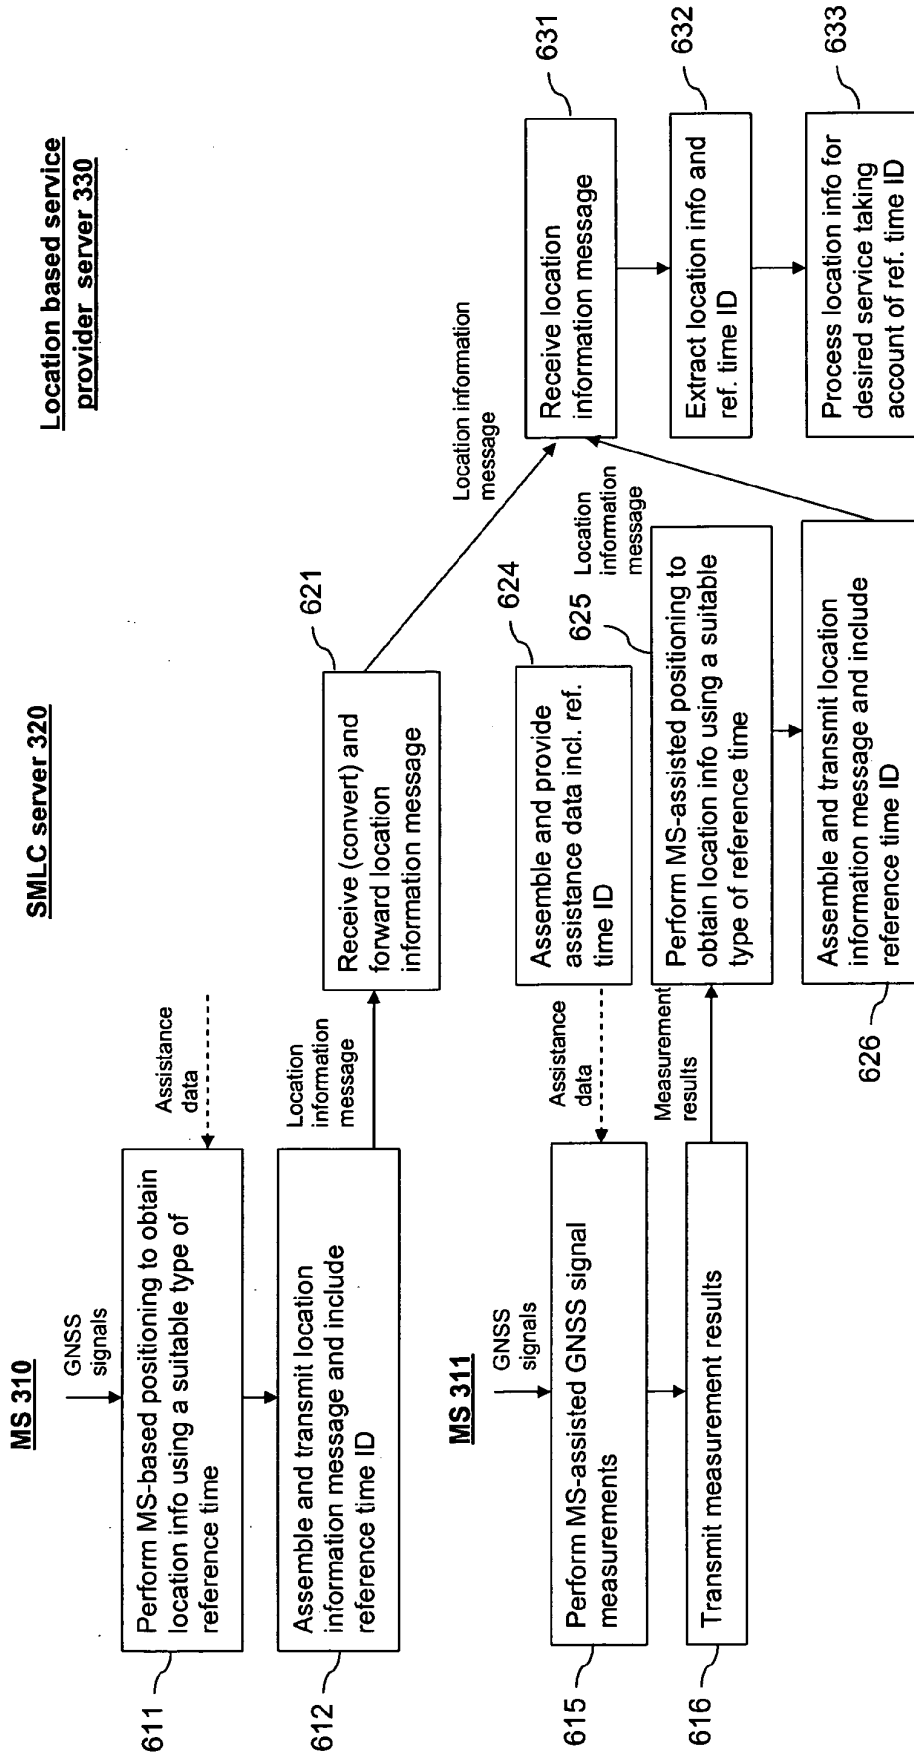 MS 310
GNSS
signals
Perform MS-based positioning to obtain
location info using a suitable type of
reference time
611
Assistance
data
Assemble and transmit location
information message and include
reference time ID
612
Location
information
message
MS 311
GNSS
signals
Perform MS-assisted GNSS signal
measurements
615
Assistance
data
Transmit measurement results
616
Measurement
results
SMLC server 320
Receive (convert) and
forward location
information message
621
Location information
message
Assemble and provide
assistance data incl. ref.
time ID
624
Perform MS-assisted positioning to
obtain location info using a suitable
type of reference time
625
Assemble and transmit location
information message and include
reference time ID
626
Location
information
message
Location based service
provider server 330
Receive location
information message
631
Extract location info and
ref. time ID
632
Process location info for
desired service taking
account of ref. time ID
633